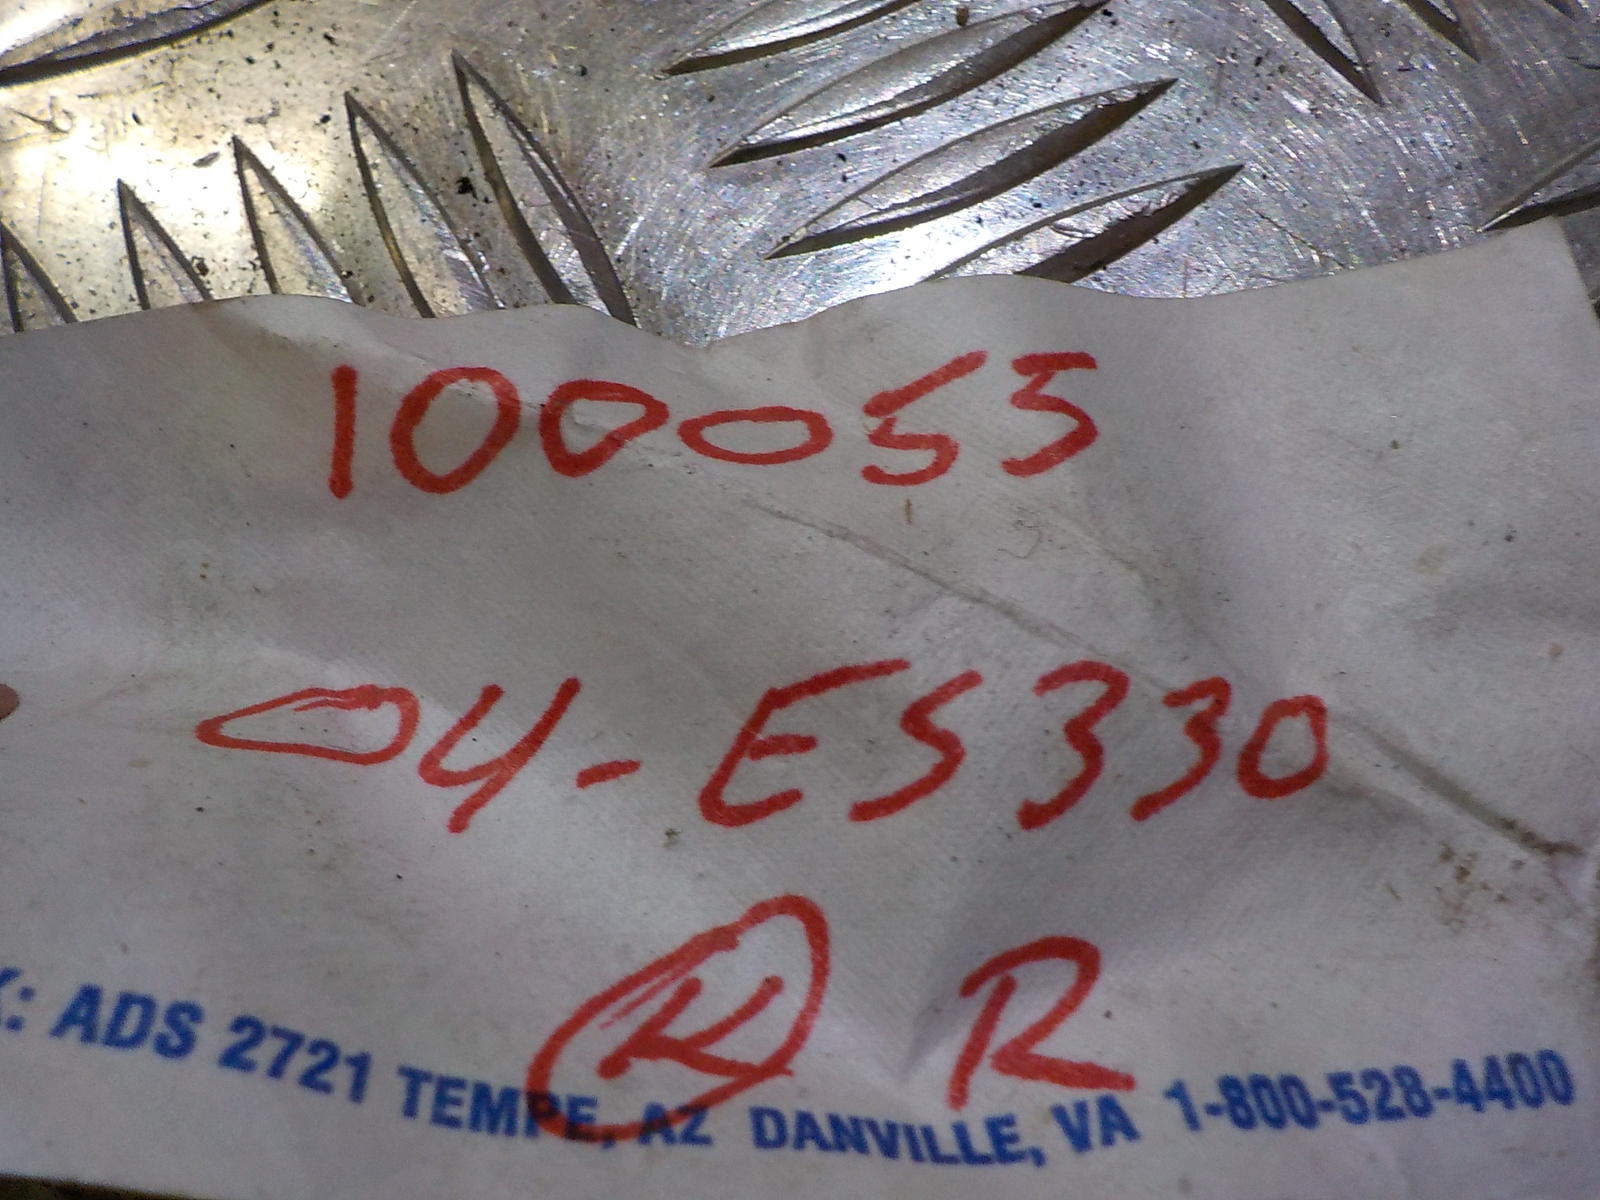 100055
04-ES330
K R
: ADS 2721 TEMPE, AZ DANVILLE, VA 1-800-528-4400